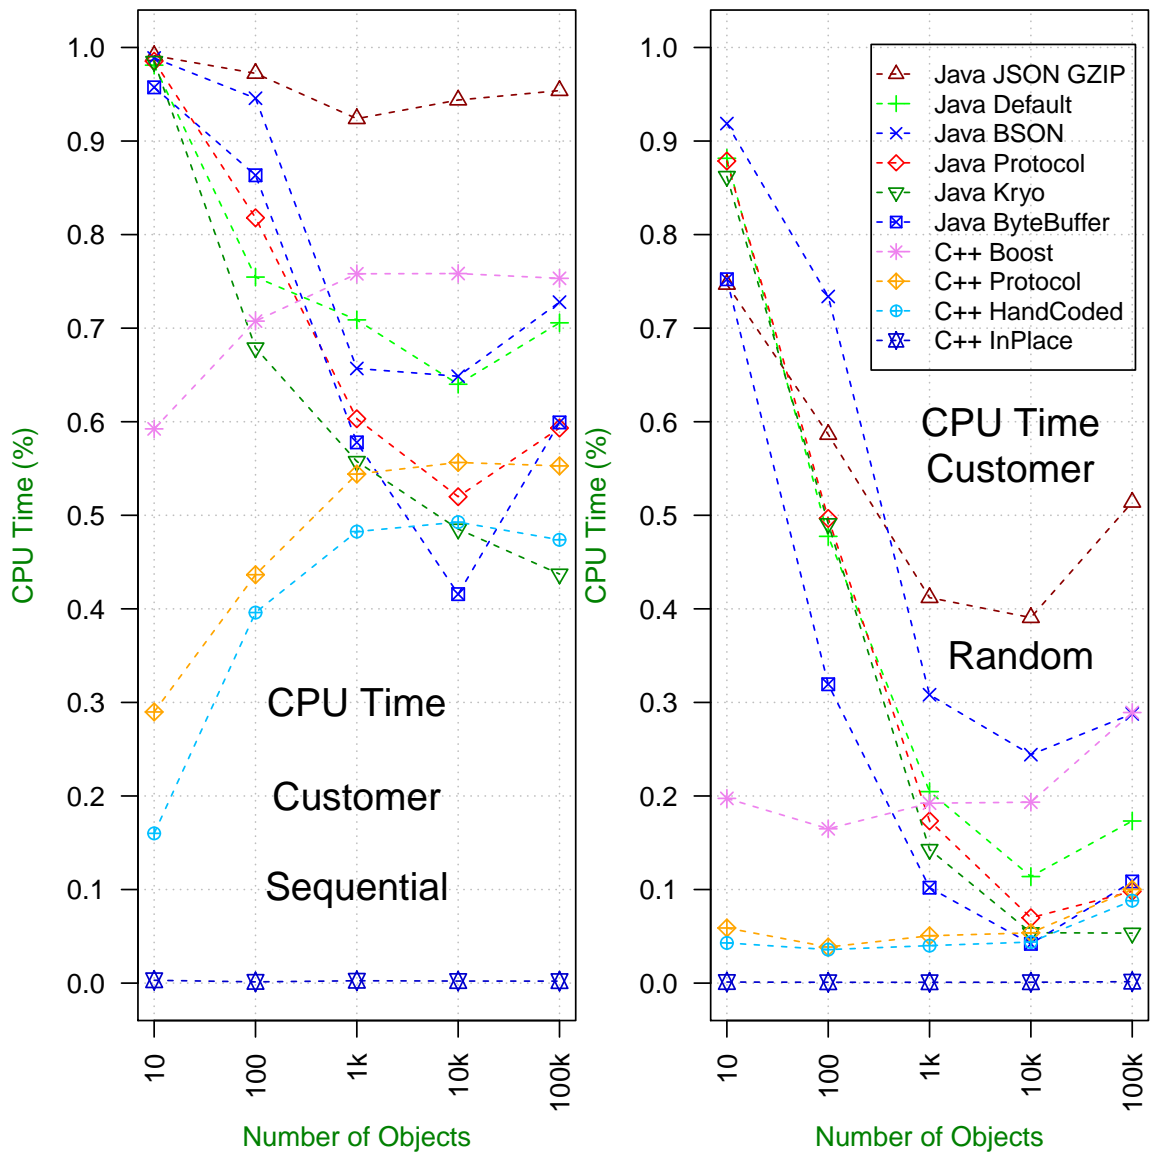 1.0
0.9
0.8
0.7
0.6
0.5
0.4
0.3
0.2
0.1
0.0
CPU Time (%)
CPU Time
Customer
Sequential
10
100
1k
10k
100k
Number of Objects
1.0
0.9
0.8
0.7
0.6
0.5
0.4
0.3
0.2
0.1
0.0
CPU Time (%)
Java JSON GZIP
Java Default
Java BSON
Java Protocol
Java Kryo
Java ByteBuffer
C++ Boost
C++ Protocol
C++ HandCoded
C++ InPlace
CPU Time
Customer
Random
10
100
1k
10k
100k
Number of Objects